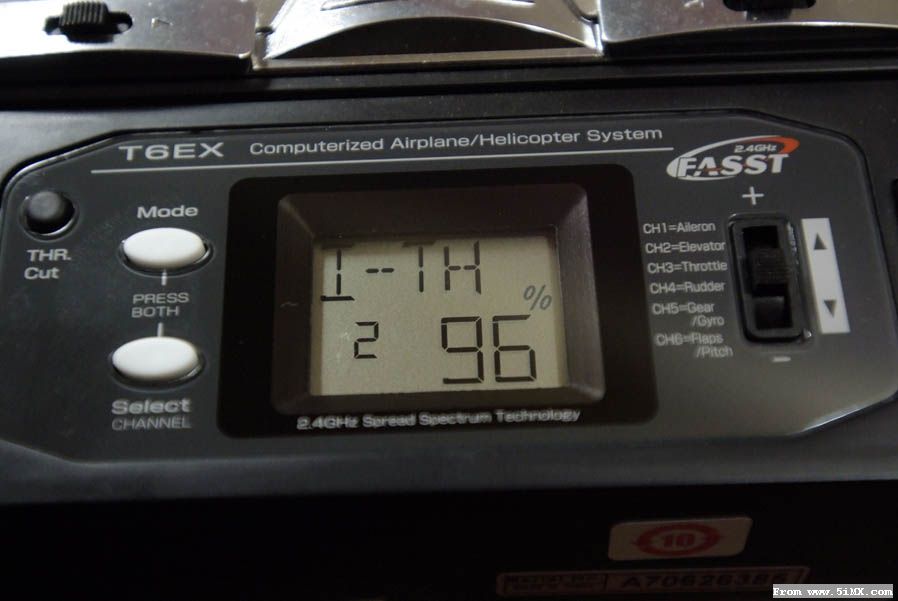 T6EX Computerized Airplane/Helicopter System
2.4GHz
FASST
Mode
THR.
Cut
PRESS
BOTH
Select
CHANNEL
I-TH
%
2 96
2.4GHz Spread Spectrum Technology
+
CH1=Aileron
CH2=Elevator
CH3=Throttle
CH4=Rudder
CH5=Gear
/Gyro
CH6=Flaps
/Pitch
-
10
From www.5iMX.com